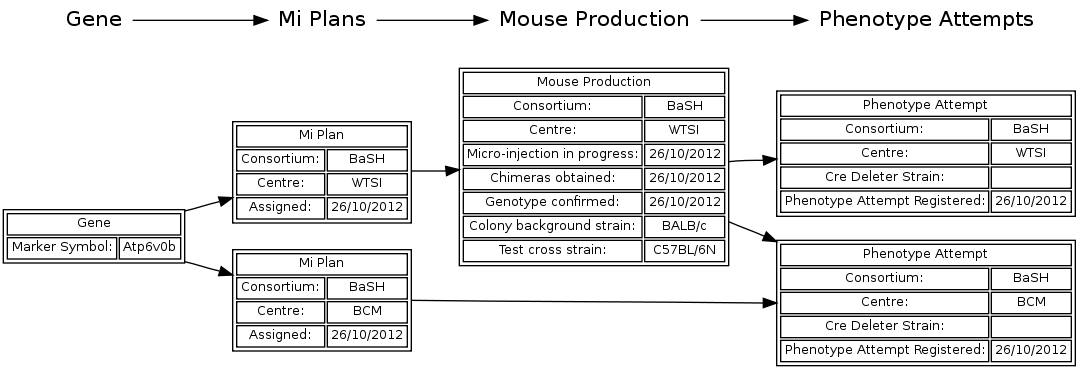 Gene Mi Plans Mouse Production Phenotype Attempts
Gene
Marker Symbol: Atp6v0b
Mi Plan
Consortium: BaSH
Centre: WTSI
Assigned: 26/10/2012
Mi Plan
Consortium: BaSH
Centre: BCM
Assigned: 26/10/2012
Mouse Production
Consortium: BaSH
Centre: WTSI
Micro-injection in progress: 26/10/2012
Chimeras obtained: 26/10/2012
Genotype confirmed: 26/10/2012
Colony background strain: BALB/c
Test cross strain: C57BL/6N
Phenotype Attempt
Consortium: BaSH
Centre: WTSI
Cre Deleter Strain:
Phenotype Attempt Registered: 26/10/2012
Phenotype Attempt
Consortium: BaSH
Centre: BCM
Cre Deleter Strain:
Phenotype Attempt Registered: 26/10/2012